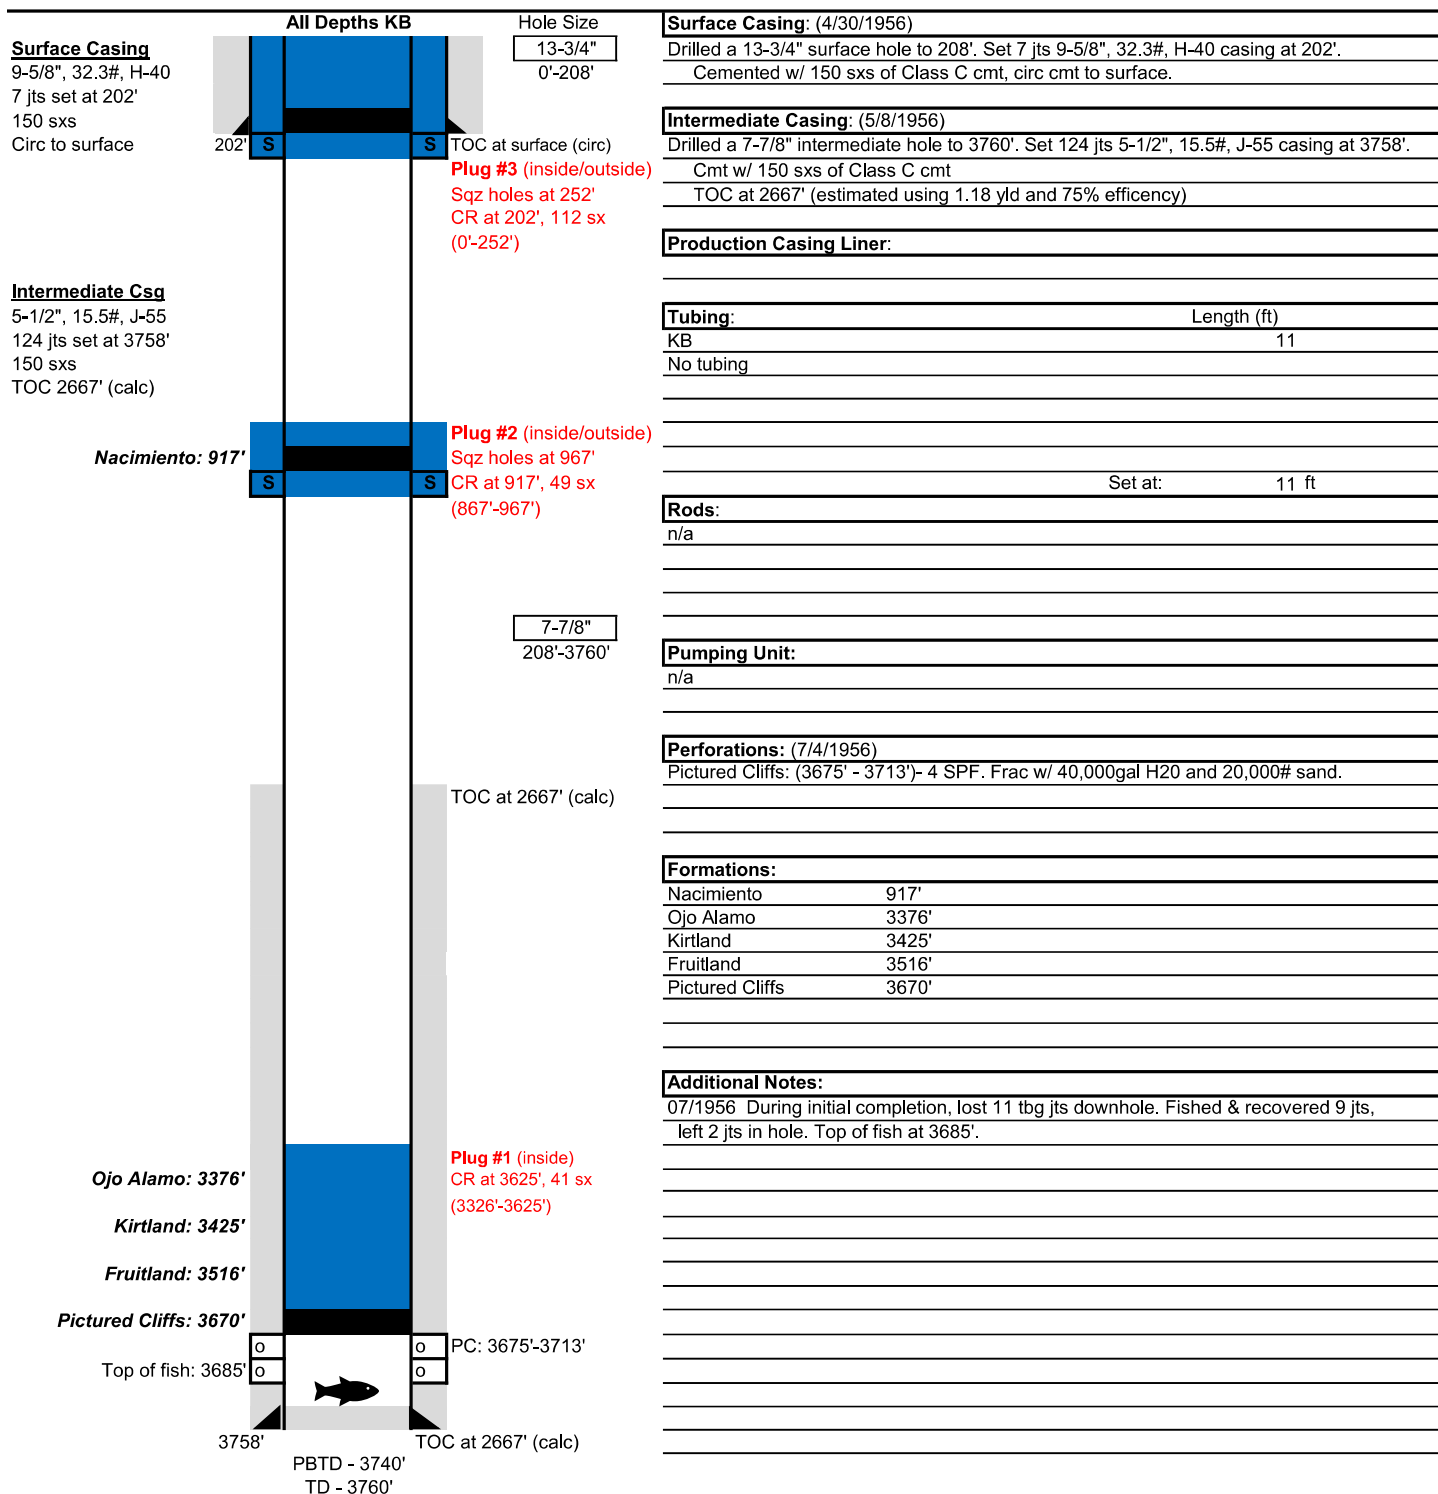 All Depths KB
Hole Size
Surface Casing
9-5/8", 32.3#, H-40
7 jts set at 202'
150 sxs
Circ to surface
13-3/4"
0'-208'
202'
S
S
TOC at surface (circ)
Plug #3 (inside/outside)
Sqz holes at 252'
CR at 202', 112 sx
(0'-252')
Intermediate Csg
5-1/2", 15.5#, J-55
124 jts set at 3758'
150 sxs
TOC 2667' (calc)
Nacimiento: 917'
S
S
Plug #2 (inside/outside)
Sqz holes at 967'
CR at 917', 49 sx
(867'-967')
7-7/8"
208'-3760'
TOC at 2667' (calc)
Ojo Alamo: 3376'
Kirtland: 3425'
Fruitland: 3516'
Pictured Cliffs: 3670'
Plug #1 (inside)
CR at 3625', 41 sx
(3326'-3625')
o
o
PC: 3675'-3713'
Top of fish: 3685'
o
o
3758'
TOC at 2667' (calc)
PBTD - 3740'
TD - 3760'
Surface Casing: (4/30/1956)
Drilled a 13-3/4" surface hole to 208'. Set 7 jts 9-5/8", 32.3#, H-40 casing at 202'.
Cemented w/ 150 sxs of Class C cmt, circ cmt to surface.
Intermediate Casing: (5/8/1956)
Drilled a 7-7/8" intermediate hole to 3760'. Set 124 jts 5-1/2", 15.5#, J-55 casing at 3758'.
Cmt w/ 150 sxs of Class C cmt
TOC at 2667' (estimated using 1.18 yld and 75% efficency)
Production Casing Liner:
Tubing: Length (ft)
KB 11
No tubing
Set at: 11 ft
Rods:
n/a
Pumping Unit:
n/a
Perforations: (7/4/1956)
Pictured Cliffs: (3675' - 3713')- 4 SPF. Frac w/ 40,000gal H20 and 20,000# sand.
Formations:
Nacimiento 917'
Ojo Alamo 3376'
Kirtland 3425'
Fruitland 3516'
Pictured Cliffs 3670'
Additional Notes:
07/1956 During initial completion, lost 11 tbg jts downhole. Fished & recovered 9 jts,
left 2 jts in hole. Top of fish at 3685'.